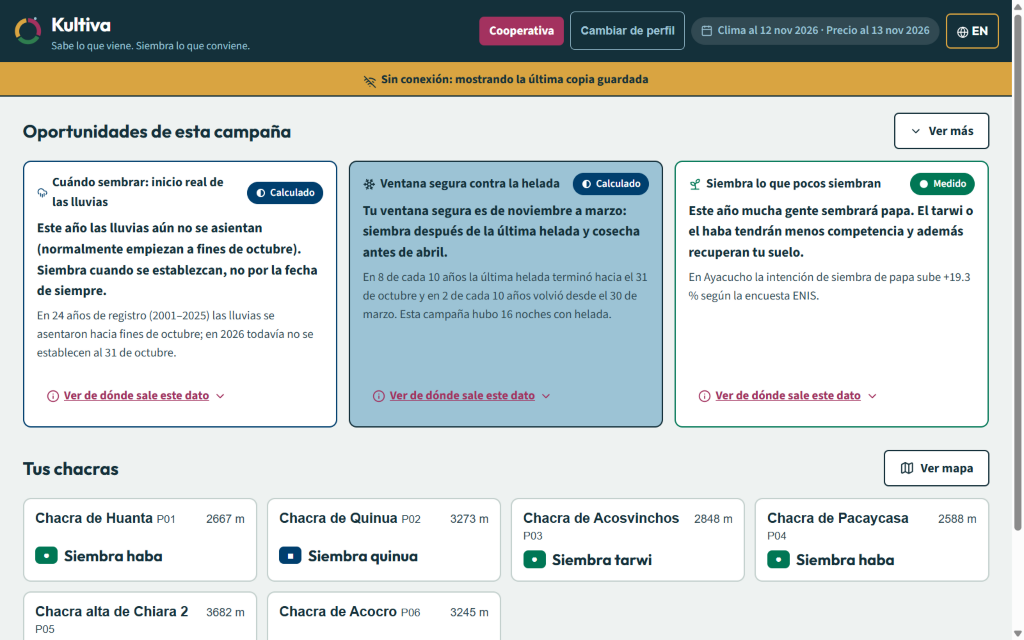 Kultiva
Sabe lo que viene. Siembra lo que conviene.
Cooperativa
Cambiar de perfil
Clima al 12 nov 2026 · Precio al 13 nov 2026
EN
Sin conexión: mostrando la última copia guardada
Oportunidades de esta campaña
Ver más
Cuándo sembrar: inicio real de
las lluvias
Calculado
Este año las lluvias aún no se asientan
(normalmente empiezan a fines de octubre).
Siembra cuando se establezcan, no por la fecha
de siempre.
En 24 años de registro (2001–2025) las lluvias se
asentaron hacia fines de octubre; en 2026 todavía no se
establecen al 31 de octubre.
Ver de dónde sale este dato
Ventana segura contra la helada
Calculado
Tu ventana segura es de noviembre a marzo:
siembra después de la última helada y cosecha
antes de abril.
En 8 de cada 10 años la última helada terminó hacia el 31
de octubre y en 2 de cada 10 años volvió desde el 30 de
marzo. Esta campaña hubo 16 noches con helada.
Ver de dónde sale este dato
Siembra lo que pocos siembran
Medido
Este año mucha gente sembrará papa. El tarwi o
el haba tendrán menos competencia y además
recuperan tu suelo.
En Ayacucho la intención de siembra de papa sube +19.3
% según la encuesta ENIS.
Ver de dónde sale este dato
Tus chacras
Ver mapa
Chacra de Huanta P01
2667 m
Siembra haba
Chacra de Quinua P02
3273 m
Siembra quinua
Chacra de Acosvinchos
P03
2848 m
Siembra tarwi
Chacra de Pacaycasa
P04
2588 m
Siembra haba
Chacra alta de Chiara 2
P05
3682 m
Chacra de Acocro P06
3245 m